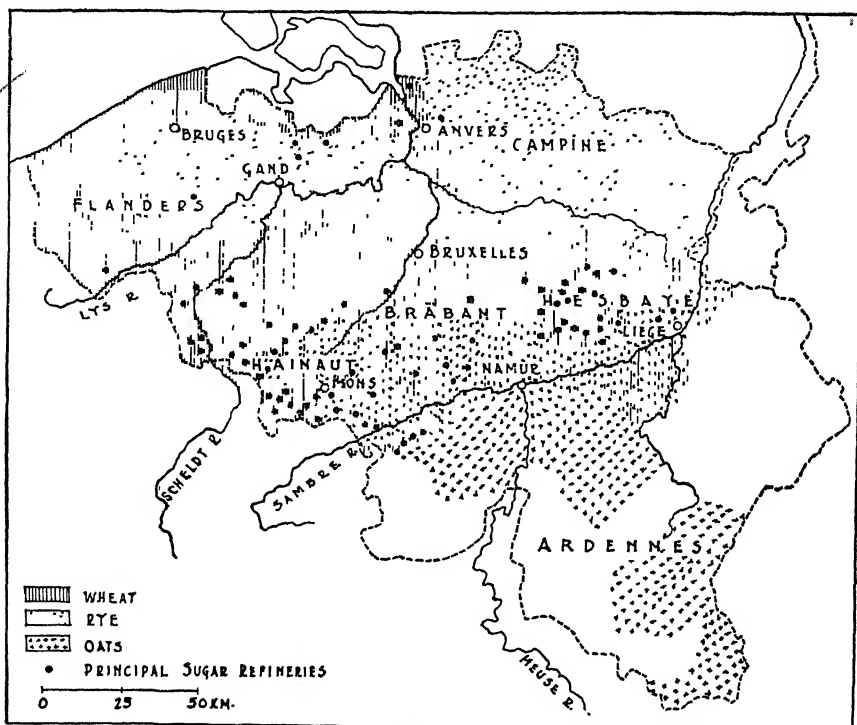 BRUGES
ANVERS
CAMPINE
GAND
FLANDERS
BRUXELLES
LYS R.
HESBAYE
BRABANT
LIÈGE
HAINAUT
MONS
NAMUR
SCHELDT R.
SAMBRE R.
ARDENNES
MEUSE R.
WHEAT
RYE
OATS
PRINCIPAL SUGAR REFINERIES
0 25 50 KM.